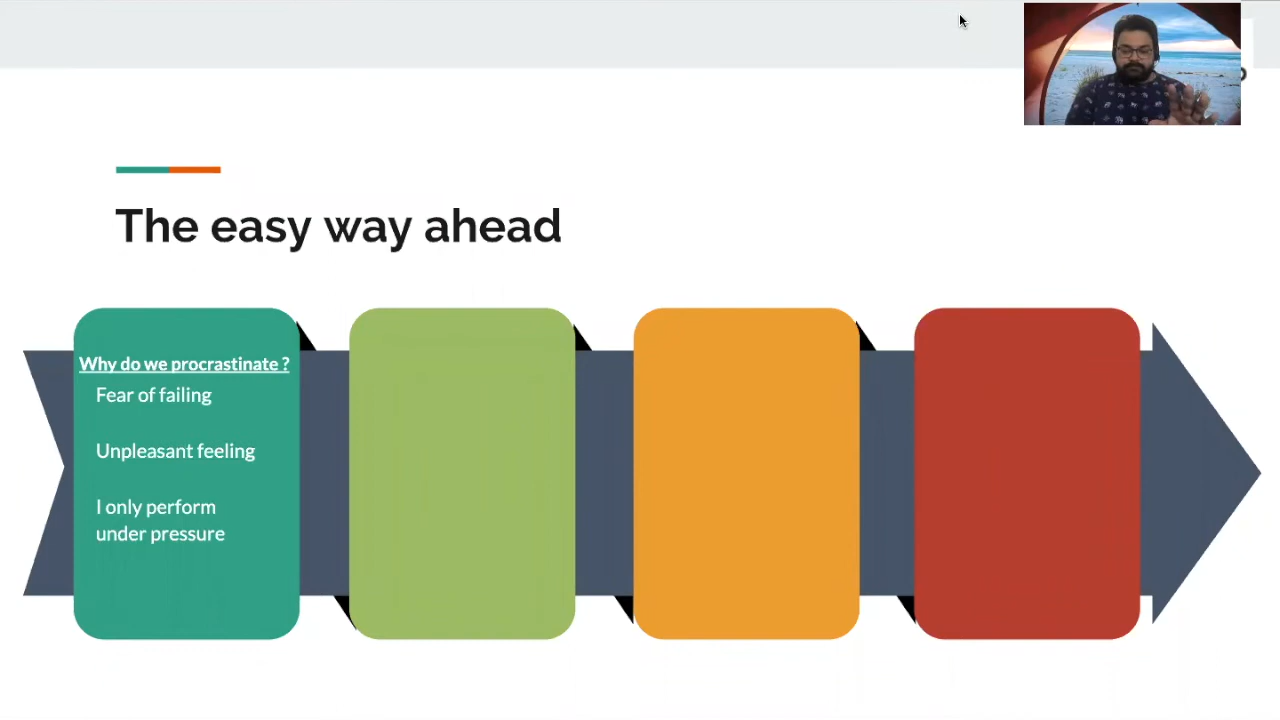 The easy way ahead
Why do we procrastinate ?
Fear of failing
Unpleasant feeling
I only perform
under pressure